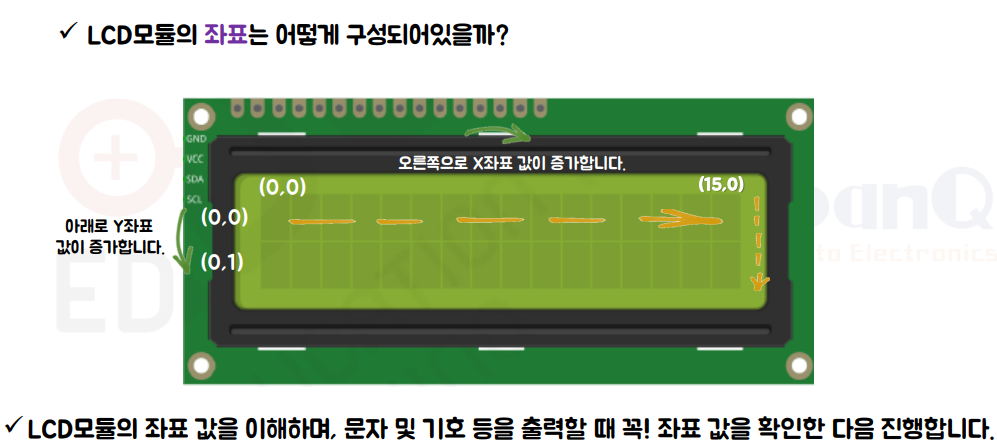 ✓ LCD모듈의 좌표는 어떻게 구성되어있을까?
GND
VCC
SDA
SCL
오른쪽으로 X좌표 값이 증가합니다.
(0,0)
(15,0)
아래로 Y좌표
값이 증가합니다.
(0,0)
(0,1)
ED
anQ
to Electronics
✓ LCD모듈의 좌표 값을 이해하며, 문자 및 기호 등을 출력할 때 꼭! 좌표 값을 확인한 다음 진행합니다.